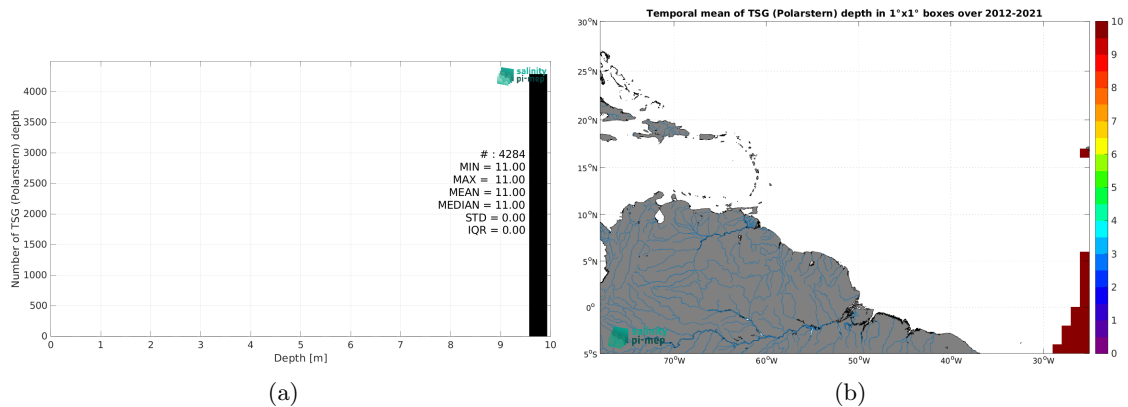 Number of TSG (Polarstern) depth
4000
3500
3000
2500
2000
1500
1000
500
0
salinity
pi-mep
# : 4284
MIN = 11.00
MAX = 11.00
MEAN = 11.00
MEDIAN = 11.00
STD = 0.00
IQR = 0.00
0 1 2 3 4 5 6 7 8 9 10
Depth [m]
(a)
Temporal mean of TSG (Polarstern) depth in 1°x1° boxes over 2012-2021
30°N
25°N
20°N
15°N
10°N
5°N
0°
5°S
salinity
pi-mep
70°W 60°W 50°W 40°W 30°W
10
9
8
7
6
5
4
3
2
1
0
(b)